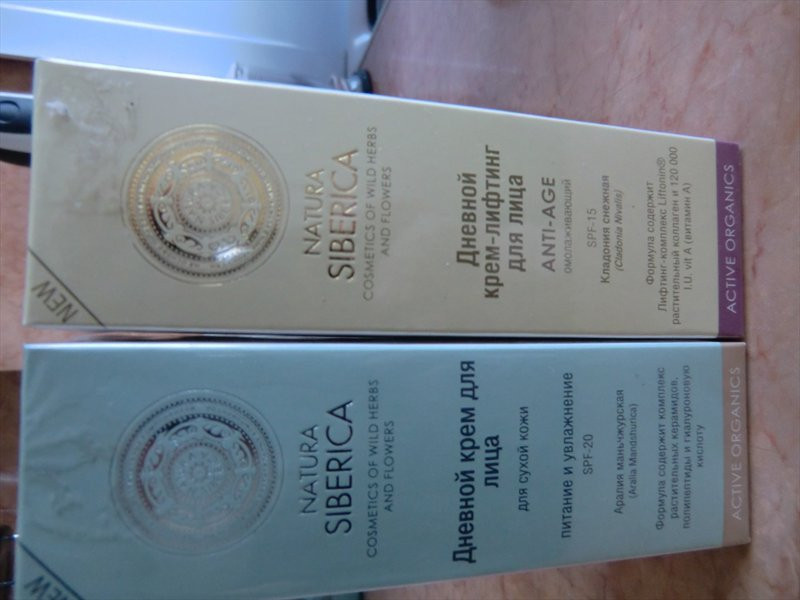 NEW
NATURA
SIBERICA
COSMETICS OF WILD HERBS
AND FLOWERS
Дневной
крем-лифтинг
для лица
ANTI-AGE
омолаживающий
SPF-15
Кладония снежная
(Cladonia Nivalis)
Формула содержит
Лифтинг-комплекс Liftonin®
растительный коллаген и 120 000
I.U. vit A (витамин А)
ACTIVE ORGANICS
NEW
NATURA
SIBERICA
COSMETICS OF WILD HERBS
AND FLOWERS
Дневной крем для
лица
для сухой кожи
питание и увлажнение
SPF-20
Аралия маньчжурская
(Aralia Mandshurica)
Формула содержит комплекс
растительных керамидов,
полипептиды и гиалуроновую
кислоту
ACTIVE ORGANICS